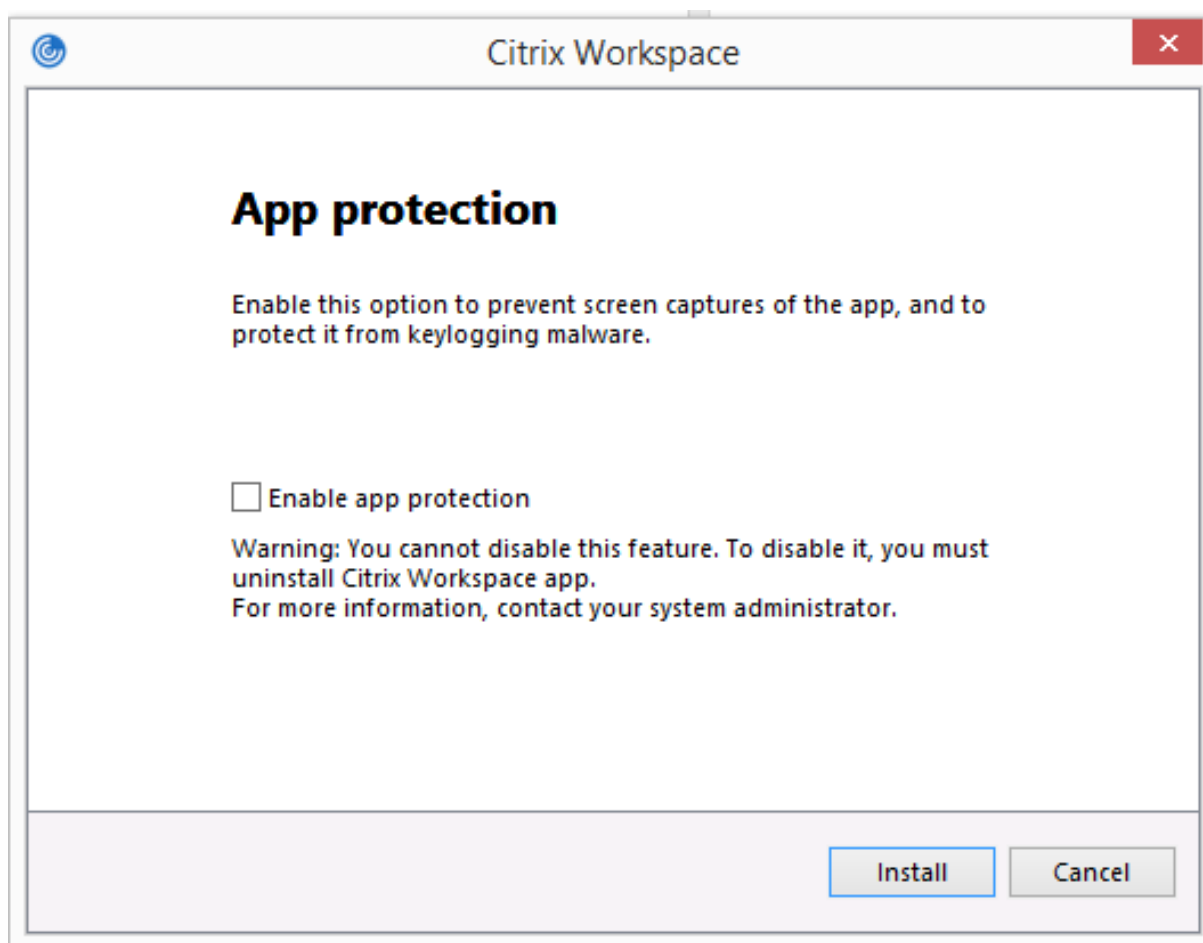 Citrix Workspace
App protection
Enable this option to prevent screen captures of the app, and to
protect it from keylogging malware.
Enable app protection
Warning: You cannot disable this feature. To disable it, you must
uninstall Citrix Workspace app.
For more information, contact your system administrator.
Install Cancel